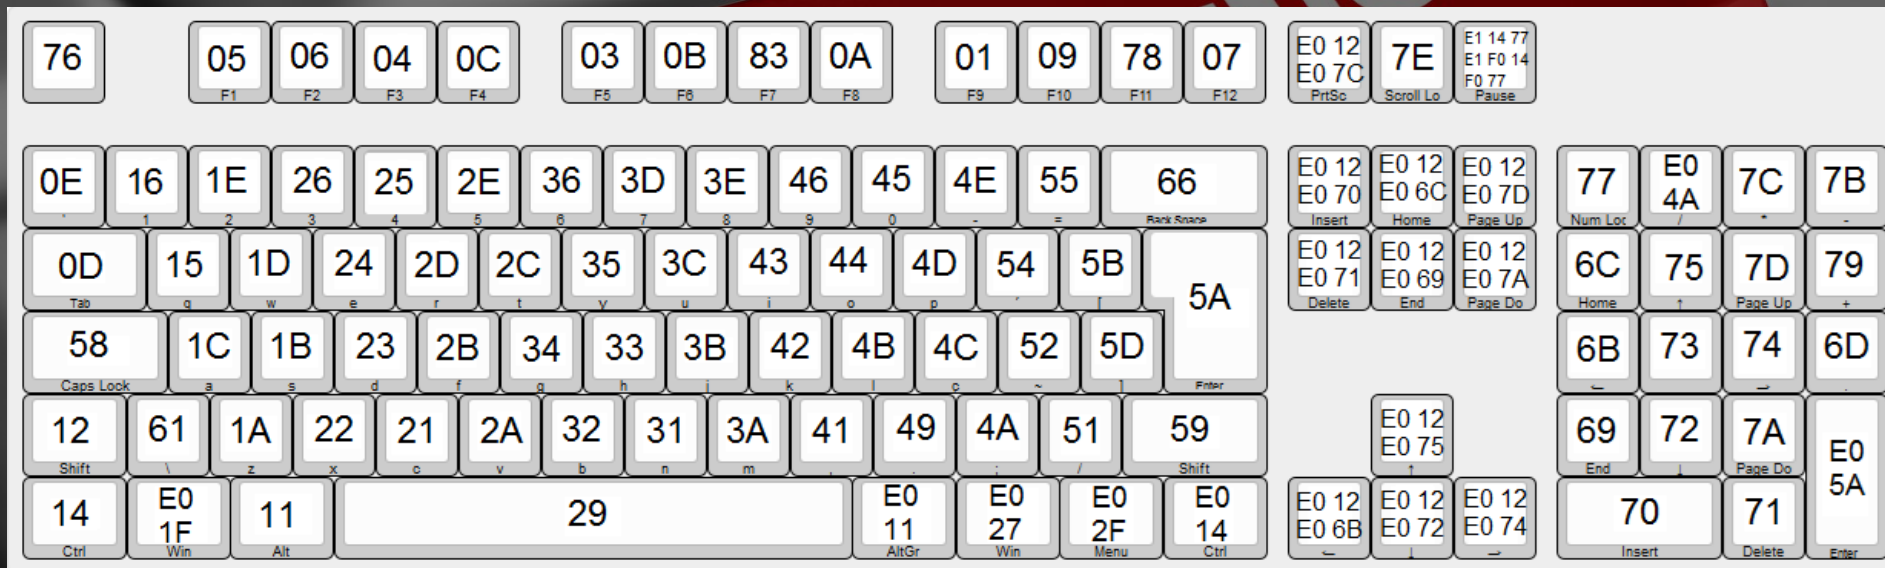 76 05 06 04 0C 03 0B 83 0A 01 09 78 07 E0 12 E0 7C 7E E1 14 77 E1 F0 14 F0 77
F1 F2 F3 F4 F5 F6 F7 F8 F9 F10 F11 F12 PrtSc Scroll Lo Pause
0E 16 1E 26 25 2E 36 3D 3E 46 45 4E 55 66 E0 12 E0 70 E0 12 E0 6C E0 12 E0 7D 77 E0 4A 7C 7B
' 1 2 3 4 5 6 7 8 9 0 - = Back Space Insert Home Page Up Num Loc / * -
0D 15 1D 24 2D 2C 35 3C 43 44 4D 54 5B 5A E0 12 E0 71 E0 12 E0 69 E0 12 E0 7A 6C 75 7D 79
Tab q w e r t y u i o p ´ [ Delete End Page Do Home ↑ Page Up +
58 1C 1B 23 2B 34 33 3B 42 4B 4C 52 5D 6B 73 74 6D
Caps Lock a s d f g h j k l ç ~ ] Enter ← → .
12 61 1A 22 21 2A 32 31 3A 41 49 4A 51 59 E0 12 E0 75 69 72 7A E0 5A
Shift \ z x c v b n m , . ; / Shift ↑ End ↓ Page Do
14 E0 1F 11 29 E0 11 E0 27 E0 2F E0 14 E0 12 E0 6B E0 12 E0 72 E0 12 E0 74 70 71
Ctrl Win Alt AltGr Win Menu Ctrl ← ↓ → Insert Delete Enter